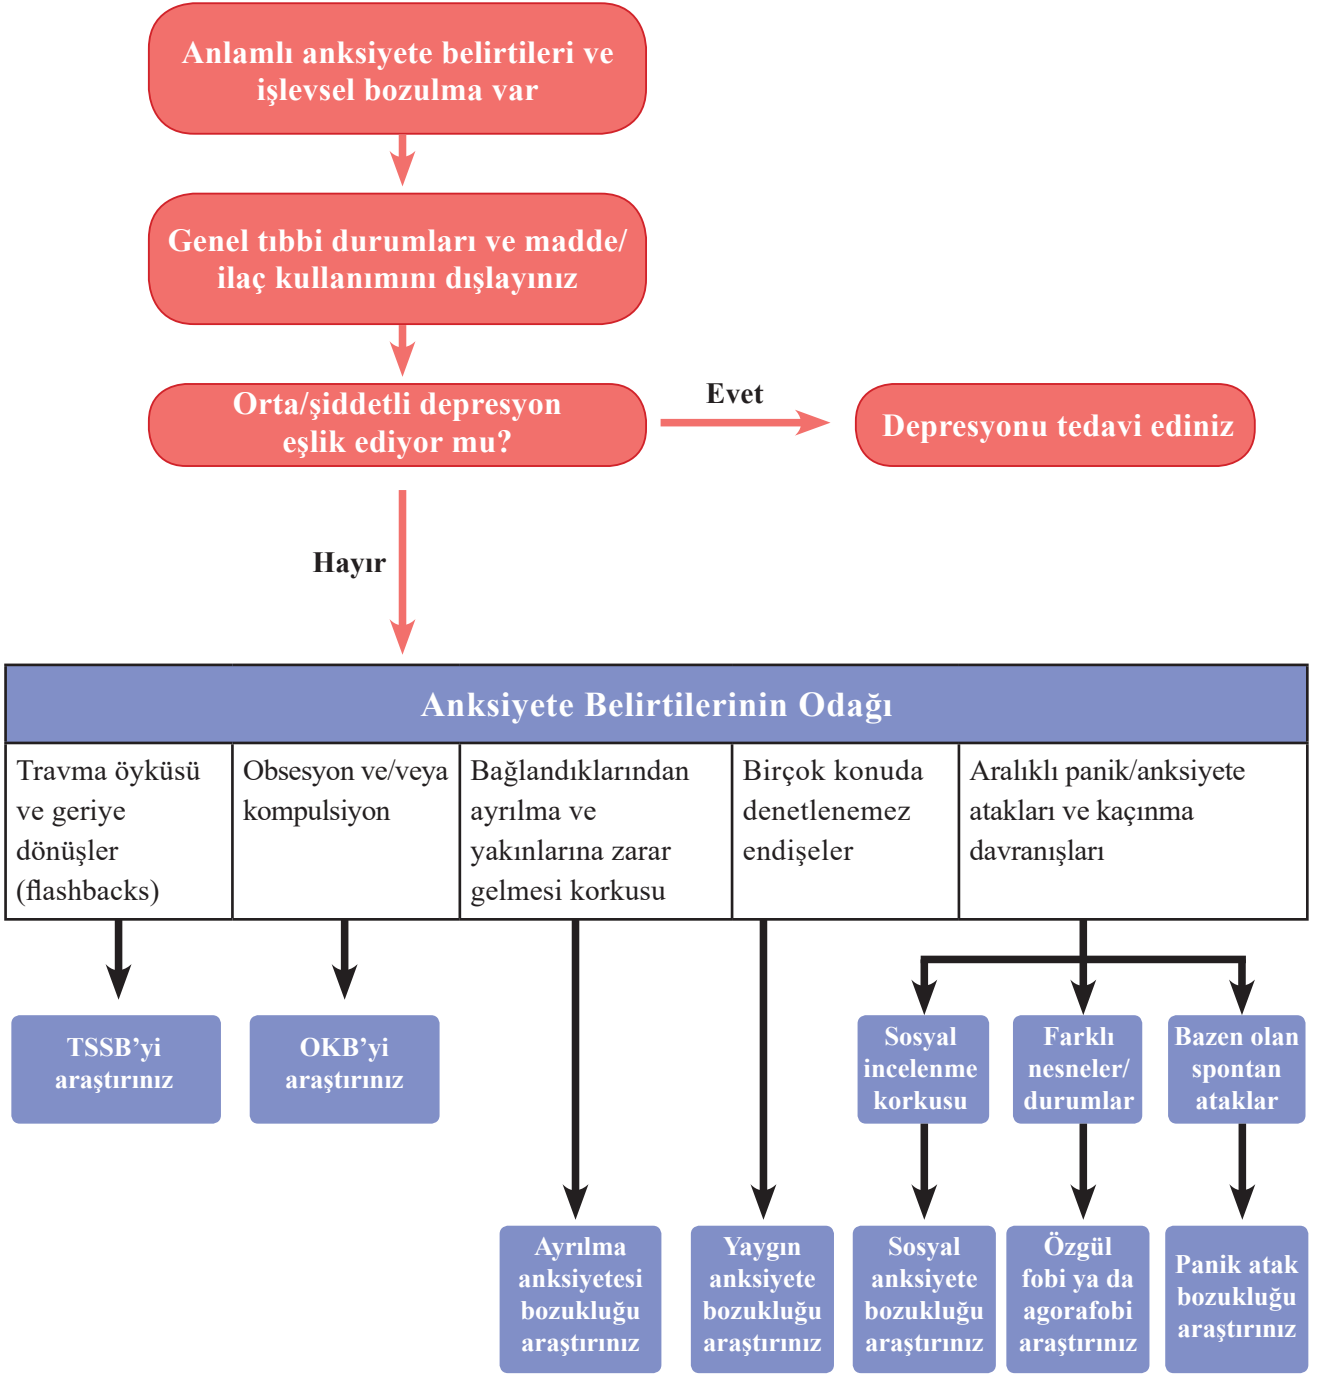 Anlamlı anksiyete belirtileri ve
işlevsel bozulma var
Genel tıbbi durumları ve madde/
ilaç kullanımını dışlayınız
Orta/şiddetli depresyon
eşlik ediyor mu?
Evet
Depresyonu tedavi ediniz
Hayır
Anksiyete Belirtilerinin Odağı
Travma öyküsü
ve geriye
dönüşler
(flashbacks)
Obsesyon ve/veya
kompulsiyon
Bağlandıklarından
ayrılma ve
yakınlarına zarar
gelmesi korkusu
Birçok konuda
denetlenemez
endişeler
Aralıklı panik/anksiyete
atakları ve kaçınma
davranışları
TSSB’yi
araştırınız
OKB’yi
araştırınız
Sosyal
incelenme
korkusu
Farklı
nesneler/
durumlar
Bazen olan
spontan
ataklar
Ayrılma
anksiyetesi
bozukluğu
araştırınız
Yaygın
anksiyete
bozukluğu
araştırınız
Sosyal
anksiyete
bozukluğu
araştırınız
Özgül
fobi ya da
agorafobi
araştırınız
Panik atak
bozukluğu
araştırınız